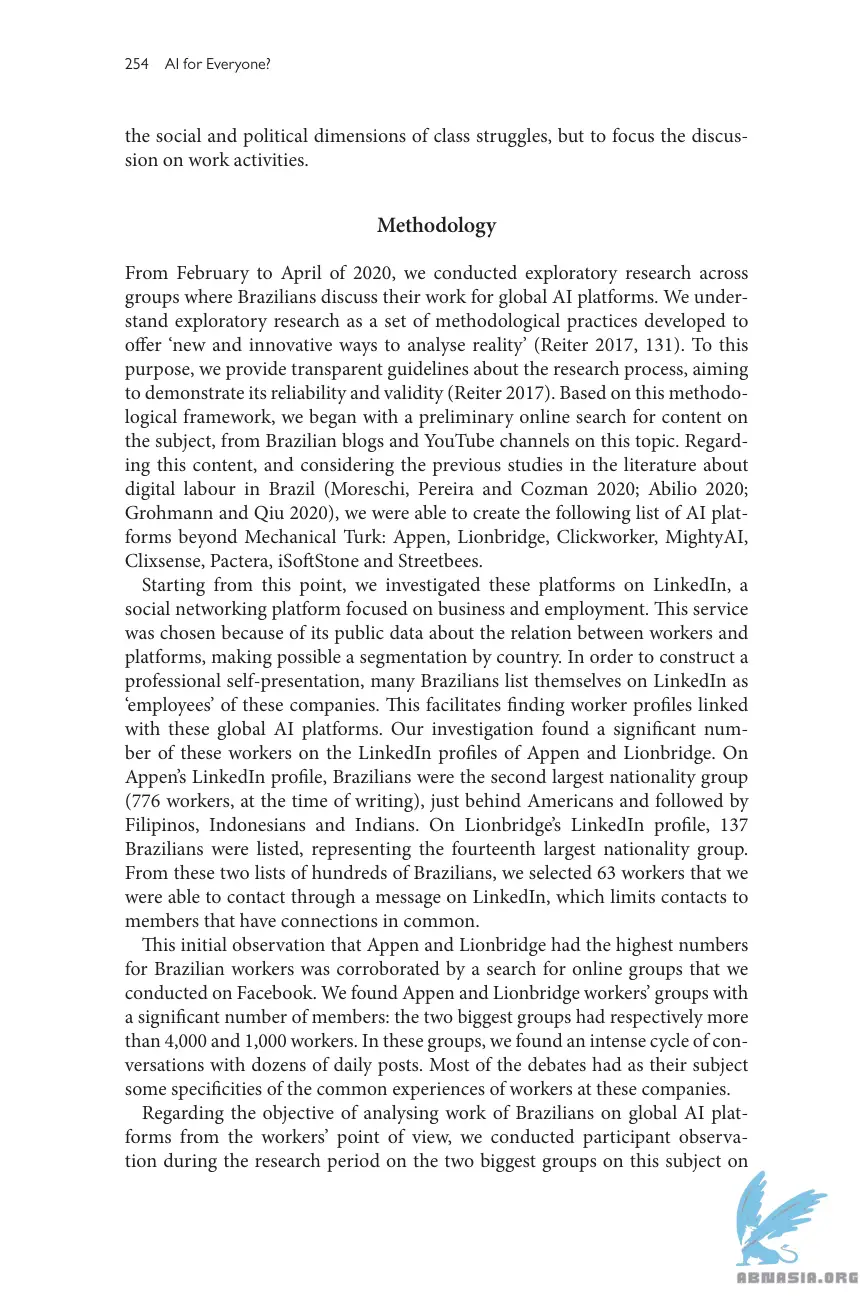 254 AI for Everyone?
the social and political dimensions of class struggles, but to focus the discus-
sion on work activities.
Methodology
From February to April of 2020, we conducted exploratory research across
groups where Brazilians discuss their work for global AI platforms. We under-
stand exploratory research as a set of methodological practices developed to
offer ‘new and innovative ways to analyse reality’ (Reiter 2017, 131). To this
purpose, we provide transparent guidelines about the research process, aiming
to demonstrate its reliability and validity (Reiter 2017). Based on this methodo-
logical framework, we began with a preliminary online search for content on
the subject, from Brazilian blogs and YouTube channels on this topic. Regard-
ing this content, and considering the previous studies in the literature about
digital labour in Brazil (Moreschi, Pereira and Cozman 2020; Abilio 2020;
Grohmann and Qiu 2020), we were able to create the following list of AI plat-
forms beyond Mechanical Turk: Appen, Lionbridge, Clickworker, MightyAI,
Clixsense, Pactera, iSoftStone and Streetbees.
Starting from this point, we investigated these platforms on LinkedIn, a
social networking platform focused on business and employment. This service
was chosen because of its public data about the relation between workers and
platforms, making possible a segmentation by country. In order to construct a
professional self-presentation, many Brazilians list themselves on LinkedIn as
‘employees’ of these companies. This facilitates finding worker profiles linked
with these global AI platforms. Our investigation found a significant num-
ber of these workers on the LinkedIn profiles of Appen and Lionbridge. On
Appen’s LinkedIn profile, Brazilians were the second largest nationality group
(776 workers, at the time of writing), just behind Americans and followed by
Filipinos, Indonesians and Indians. On Lionbridge’s LinkedIn profile, 137
Brazilians were listed, representing the fourteenth largest nationality group.
From these two lists of hundreds of Brazilians, we selected 63 workers that we
were able to contact through a message on LinkedIn, which limits contacts to
members that have connections in common.
This initial observation that Appen and Lionbridge had the highest numbers
for Brazilian workers was corroborated by a search for online groups that we
conducted on Facebook. We found Appen and Lionbridge workers’ groups with
a significant number of members: the two biggest groups had respectively more
than 4,000 and 1,000 workers. In these groups, we found an intense cycle of con-
versations with dozens of daily posts. Most of the debates had as their subject
some specificities of the common experiences of workers at these companies.
Regarding the objective of analysing work of Brazilians on global AI plat-
forms from the workers’ point of view, we conducted participant observa-
tion during the research period on the two biggest groups on this subject on
ABNASIA.ORG